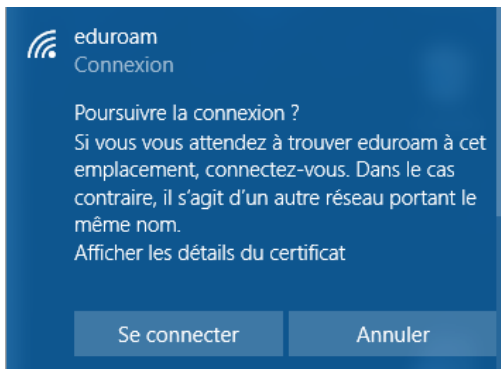 eduroam
Connexion
Poursuivre la connexion ?
Si vous vous attendez à trouver eduroam à cet
emplacement, connectez-vous. Dans le cas
contraire, il s'agit d'un autre réseau portant le
même nom.
Afficher les détails du certificat
Se connecter
Annuler